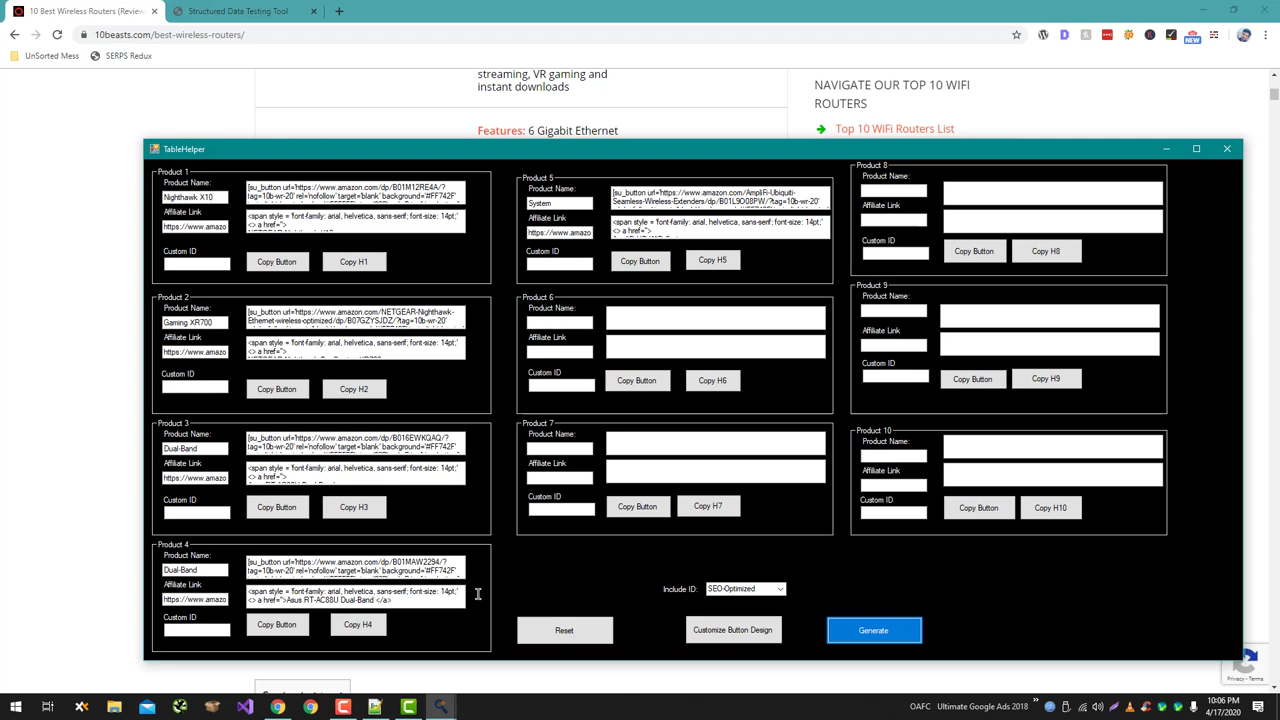 10 Best Wireless Routers (Review
Structured Data Testing Tool
10beasts.com/best-wireless-routers/
NEW
UnSorted Mess
SERPS Redux
streaming, VR gaming and
instant downloads
Features: 6 Gigabit Ethernet
NAVIGATE OUR TOP 10 WIFI
ROUTERS
Top 10 WiFi Routers List
TableHelper
Product 1
Product Name:
Nighthawk X10
Affiliate Link
https://www.amazo
Custom ID
[su_button url='https://www.amazon.com/dp/B01M12RE4A/?
tag=10b-wr-20' rel='nofollow' target='blank' background='#FF742F'
<span style = 'font-family: arial, helvetica, sans-serif; font-size: 14pt;'
<> a href=''>
Copy Button
Copy H1
Product 2
Product Name:
Gaming XR700
Affiliate Link
https://www.amazo
Custom ID
[su_button url='https://www.amazon.com/NETGEAR-Nighthawk-
Ethernet-wireless-optimized/dp/B07GZYSJDZ/?tag=10b-wr-20'
<span style = 'font-family: arial, helvetica, sans-serif; font-size: 14pt;'
<> a href=''>
Copy Button
Copy H2
Product 3
Product Name:
Dual-Band
Affiliate Link
https://www.amazo
Custom ID
[su_button url='https://www.amazon.com/dp/B016EWKQAQ/?
tag=10b-wr-20' rel='nofollow' target='blank' background='#FF742F'
<span style = 'font-family: arial, helvetica, sans-serif; font-size: 14pt;'
<> a href=''>
Copy Button
Copy H3
Product 4
Product Name:
Dual-Band
Affiliate Link
https://www.amazo
Custom ID
[su_button url='https://www.amazon.com/dp/B01MAW2294/?
tag=10b-wr-20' rel='nofollow' target='blank' background='#FF742F'
<span style = 'font-family: arial, helvetica, sans-serif; font-size: 14pt;'
<> a href=''>Asus RT-AC88U Dual-Band </a>
Copy Button
Copy H4
Product 5
Product Name:
System
Affiliate Link
https://www.amazo
Custom ID
[su_button url='https://www.amazon.com/AmpliFi-Ubiquiti-
Seamless-Wireless-Extenders/dp/B01L9O08PW/?tag=10b-wr-20'
<span style = 'font-family: arial, helvetica, sans-serif; font-size: 14pt;'
<> a href=''>
Copy Button
Copy H5
Product 6
Product Name:
Affiliate Link
Custom ID
Copy Button
Copy H6
Product 7
Product Name:
Affiliate Link
Custom ID
Copy Button
Copy H7
Product 8
Product Name:
Affiliate Link
Custom ID
Copy Button
Copy H8
Product 9
Product Name:
Affiliate Link
Custom ID
Copy Button
Copy H9
Product 10
Product Name:
Affiliate Link
Custom ID
Copy Button
Copy H10
Include ID:
SEO-Optimized
Reset
Customize Button Design
Generate
Privacy - Terms
OAFC
Ultimate Google Ads 2018
10:06 PM
4/17/2020